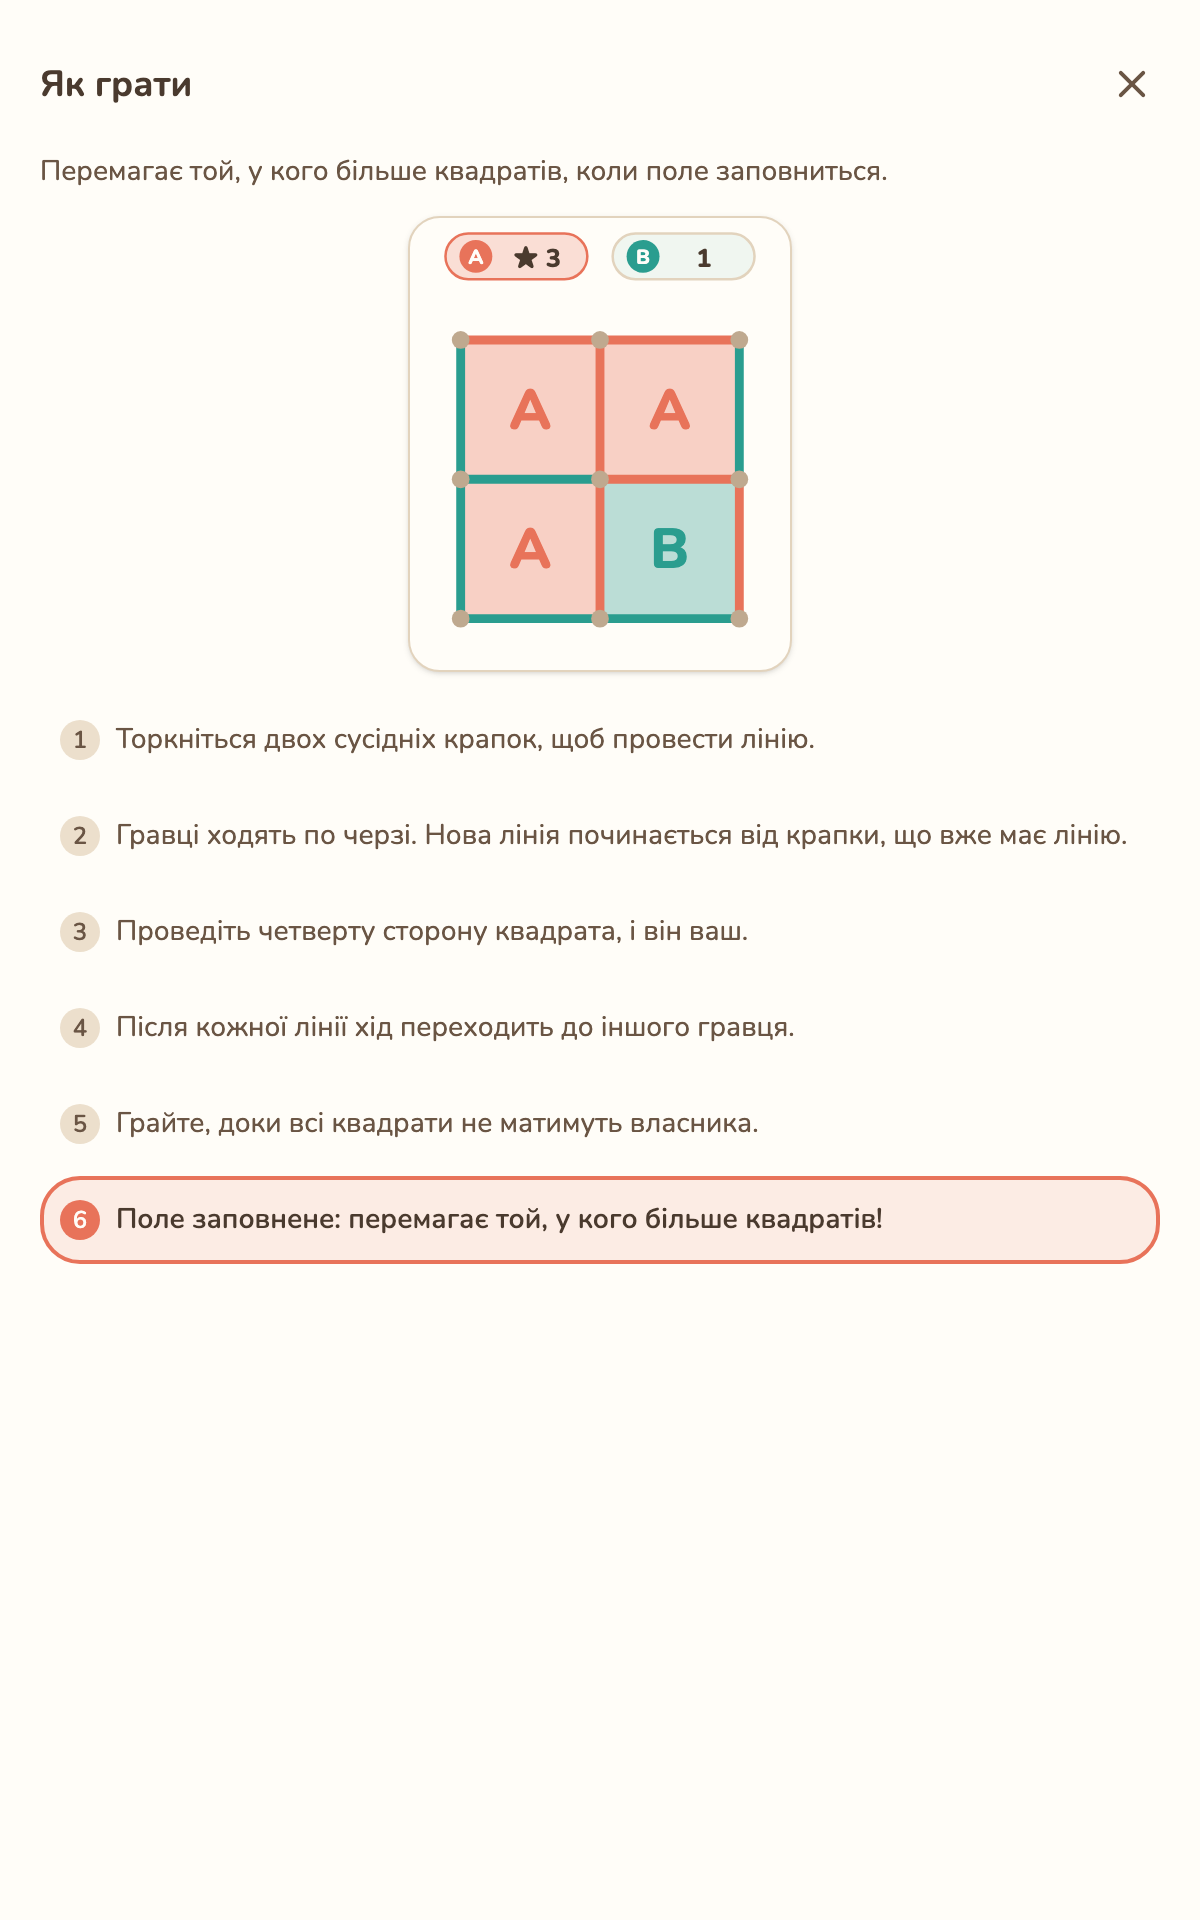 Як грати
Перемагає той, у кого більше квадратів, коли поле заповниться.
A ★ 3 B 1
A A
A B
1 Торкніться двох сусідніх крапок, щоб провести лінію.
2 Гравці ходять по черзі. Нова лінія починається від крапки, що вже має лінію.
3 Проведіть четверту сторону квадрата, і він ваш.
4 Після кожної лінії хід переходить до іншого гравця.
5 Грайте, доки всі квадрати не матимуть власника.
6 Поле заповнене: перемагає той, у кого більше квадратів!